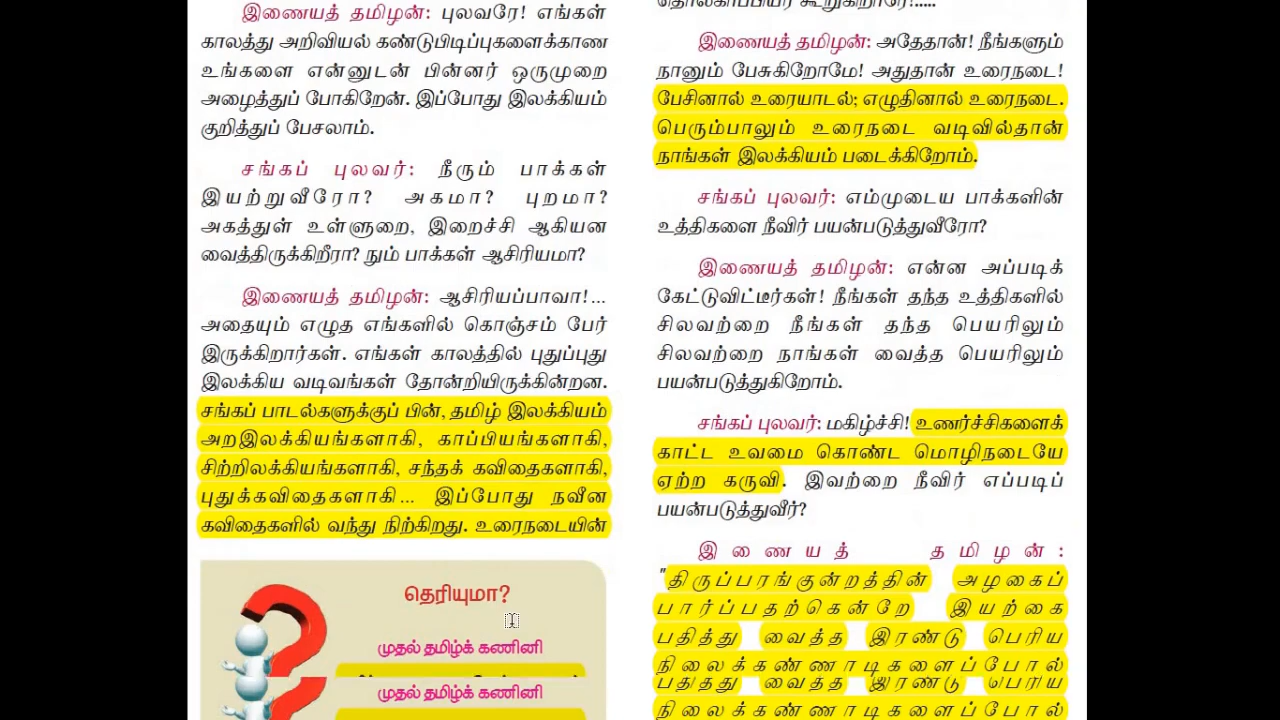 இணையத் தமிழன்: புலவரே! எங்கள்
காலத்து அறிவியல் கண்டுபிடிப்புகளைக்காண
உங்களை என்னுடன் பின்னர் ஒருமுறை
அழைத்துப் போகிறேன். இப்போது இலக்கியம்
குறித்துப் பேசலாம்.
சங்கப் புலவர்: நீரும் பாக்கள்
இயற்றுவீரோ? அகமா? புறமா?
அகத்துள் உள்ளுறை, இறைச்சி ஆகியன
வைத்திருக்கிறீரா? நும் பாக்கள் ஆசிரியமா?
இணையத் தமிழன்: ஆசிரியப்பாவா!...
அதையும் எழுத எங்களில் கொஞ்சம் பேர்
இருக்கிறார்கள். எங்கள் காலத்தில் புதுப்புது
இலக்கிய வடிவங்கள் தோன்றியிருக்கின்றன.
சங்கப் பாடல்களுக்குப் பின், தமிழ் இலக்கியம்
அறஇலக்கியங்களாகி, காப்பியங்களாகி,
சிற்றிலக்கியங்களாகி, சந்தக் கவிதைகளாகி,
புதுக்கவிதைகளாகி... இப்போது நவீன
கவிதைகளில் வந்து நிற்கிறது. உரைநடையின்
தெரியுமா?
முதல் தமிழ்க் கணினி
முதல் தமிழ்க் கணினி
தொல்காப்பியர் கூறுகிறாரே!.....
இணையத் தமிழன்: அதேதான்! நீங்களும்
நானும் பேசுகிறோமே! அதுதான் உரைநடை!
பேசினால் உரையாடல்; எழுதினால் உரைநடை.
பெரும்பாலும் உரைநடை வடிவில்தான்
நாங்கள் இலக்கியம் படைக்கிறோம்.
சங்கப் புலவர்: எம்முடைய பாக்களின்
உத்திகளை நீவிர் பயன்படுத்துவீரோ?
இணையத் தமிழன்: என்ன அப்படிக்
கேட்டுவிட்டீர்கள்! நீங்கள் தந்த உத்திகளில்
சிலவற்றை நீங்கள் தந்த பெயரிலும்
சிலவற்றை நாங்கள் வைத்த பெயரிலும்
பயன்படுத்துகிறோம்.
சங்கப் புலவர்: மகிழ்ச்சி! உணர்ச்சிகளைக்
காட்ட உவமை கொண்ட மொழிநடையே
ஏற்ற கருவி. இவற்றை நீவிர் எப்படிப்
பயன்படுத்துவீர்?
இணையத் தமிழன்:
"திருப்பரங்குன்றத்தின் அழகைப்
பார்ப்பதற்கென்றே இயற்கை
பதித்து வைத்த இரண்டு பெரிய
நிலைக்கண்ணாடிகளைப்போல்
பதித்து வைத்த இரண்டு பெரிய
நிலைக்கண்ணாடிகளைப்போல்